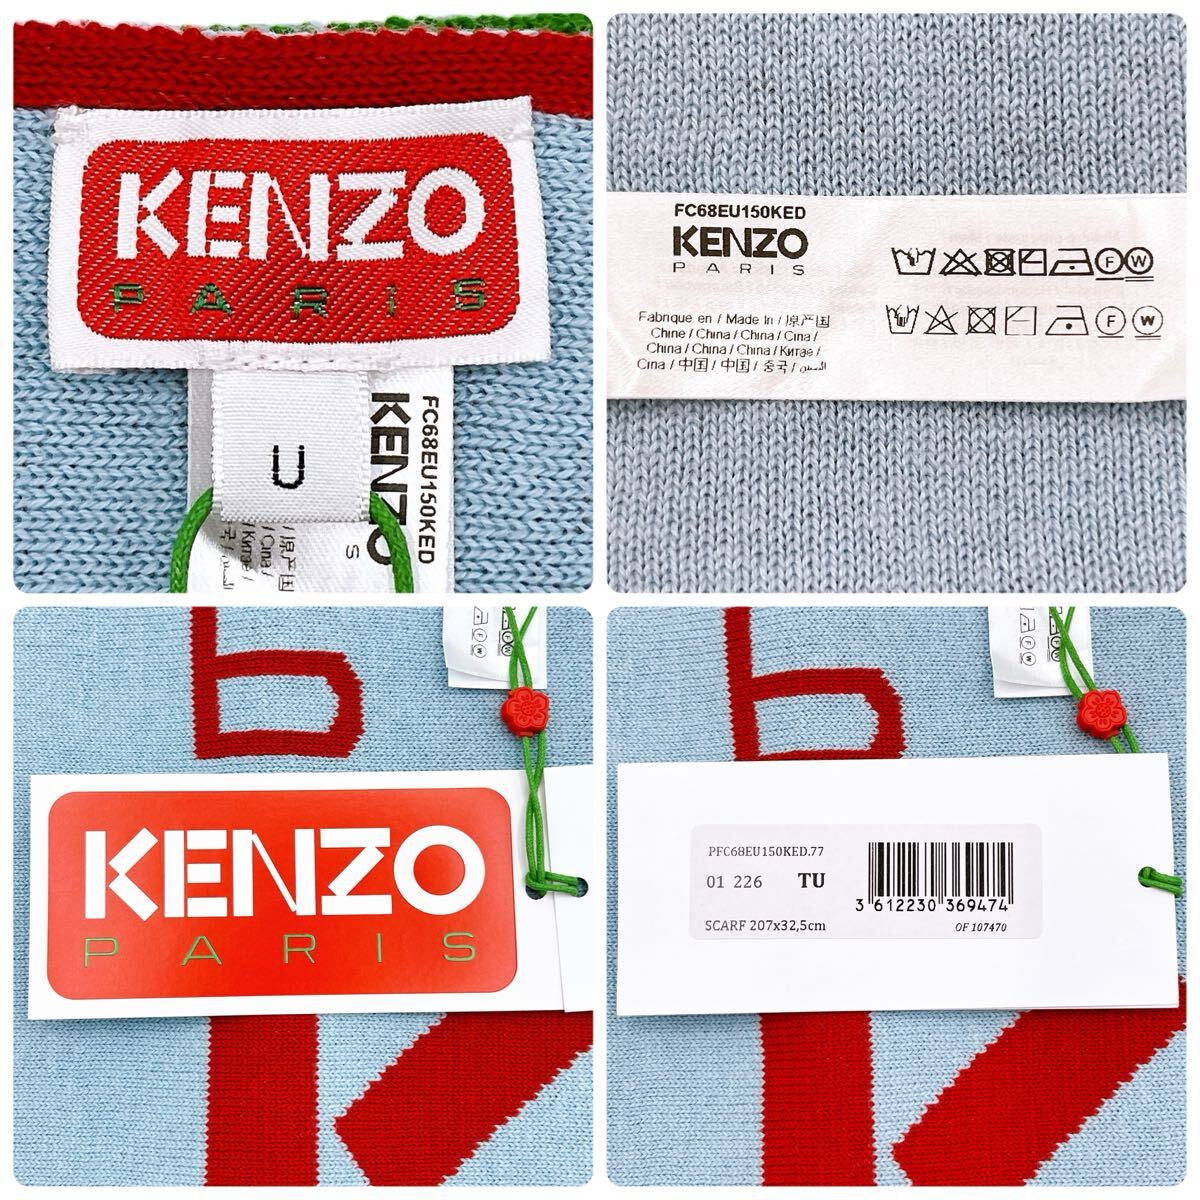 KENZO
PARIS
U
FC68EU150KED
KENZO
S
FC68EU150KED
KENZO
PARIS
Fabriqué en / Made in / 原产国
Chine / China / China / Cina /
China / China / China / Китае /
Cina / 中国 / 中国 / 중국 / الصين
F W
F W
KENZO
PARIS
PFC68EU150KED.77
01 226 TU
3 612230 369474
SCARF 207x32,5cm
OF 107470